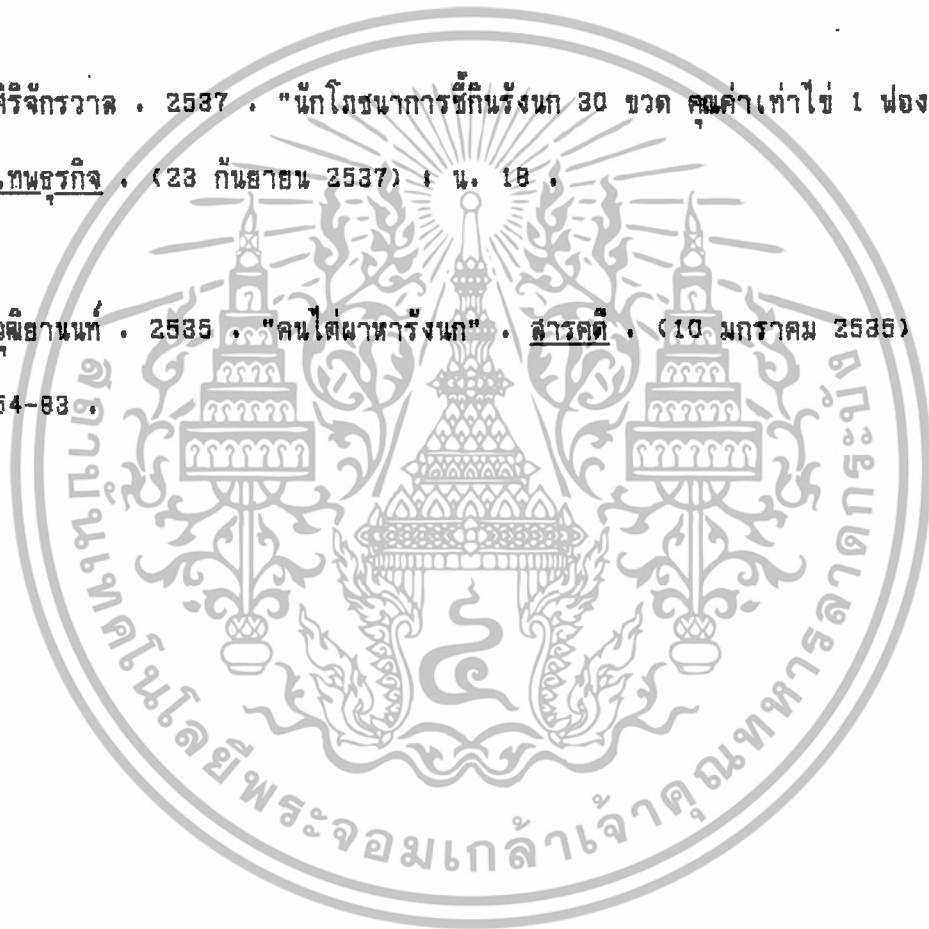 ศิริจักรวาล . 2537 . "นักโภชนาการชี้กินรังนก 30 ขวด คุณค่าเท่าไข่ 1 ฟอง
เทพธุรกิจ . (23 กันยายน 2537) : น. 18 .
วุฒิยานนท์ . 2535 . "คนไต่ผาหารังนก" . สารคดี . (10 มกราคม 2535)
54-83 .
สถาบันเทคโนโลยีพระจอมเกล้าเจ้าคุณทหารลาดกระบัง
๔